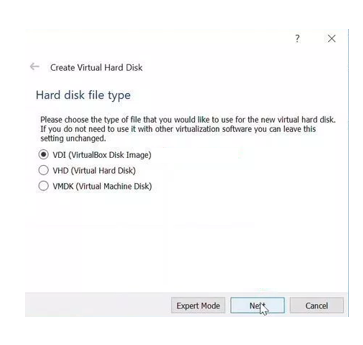 ?
Create Virtual Hard Disk
Hard disk file type
Please choose the type of file that you would like to use for the new virtual hard disk.
If you do not need to use it with other virtualization software you can leave this
setting unchanged.
VDI (VirtualBox Disk Image)
VHD (Virtual Hard Disk)
VMDK (Virtual Machine Disk)
Expert Mode Next Cancel